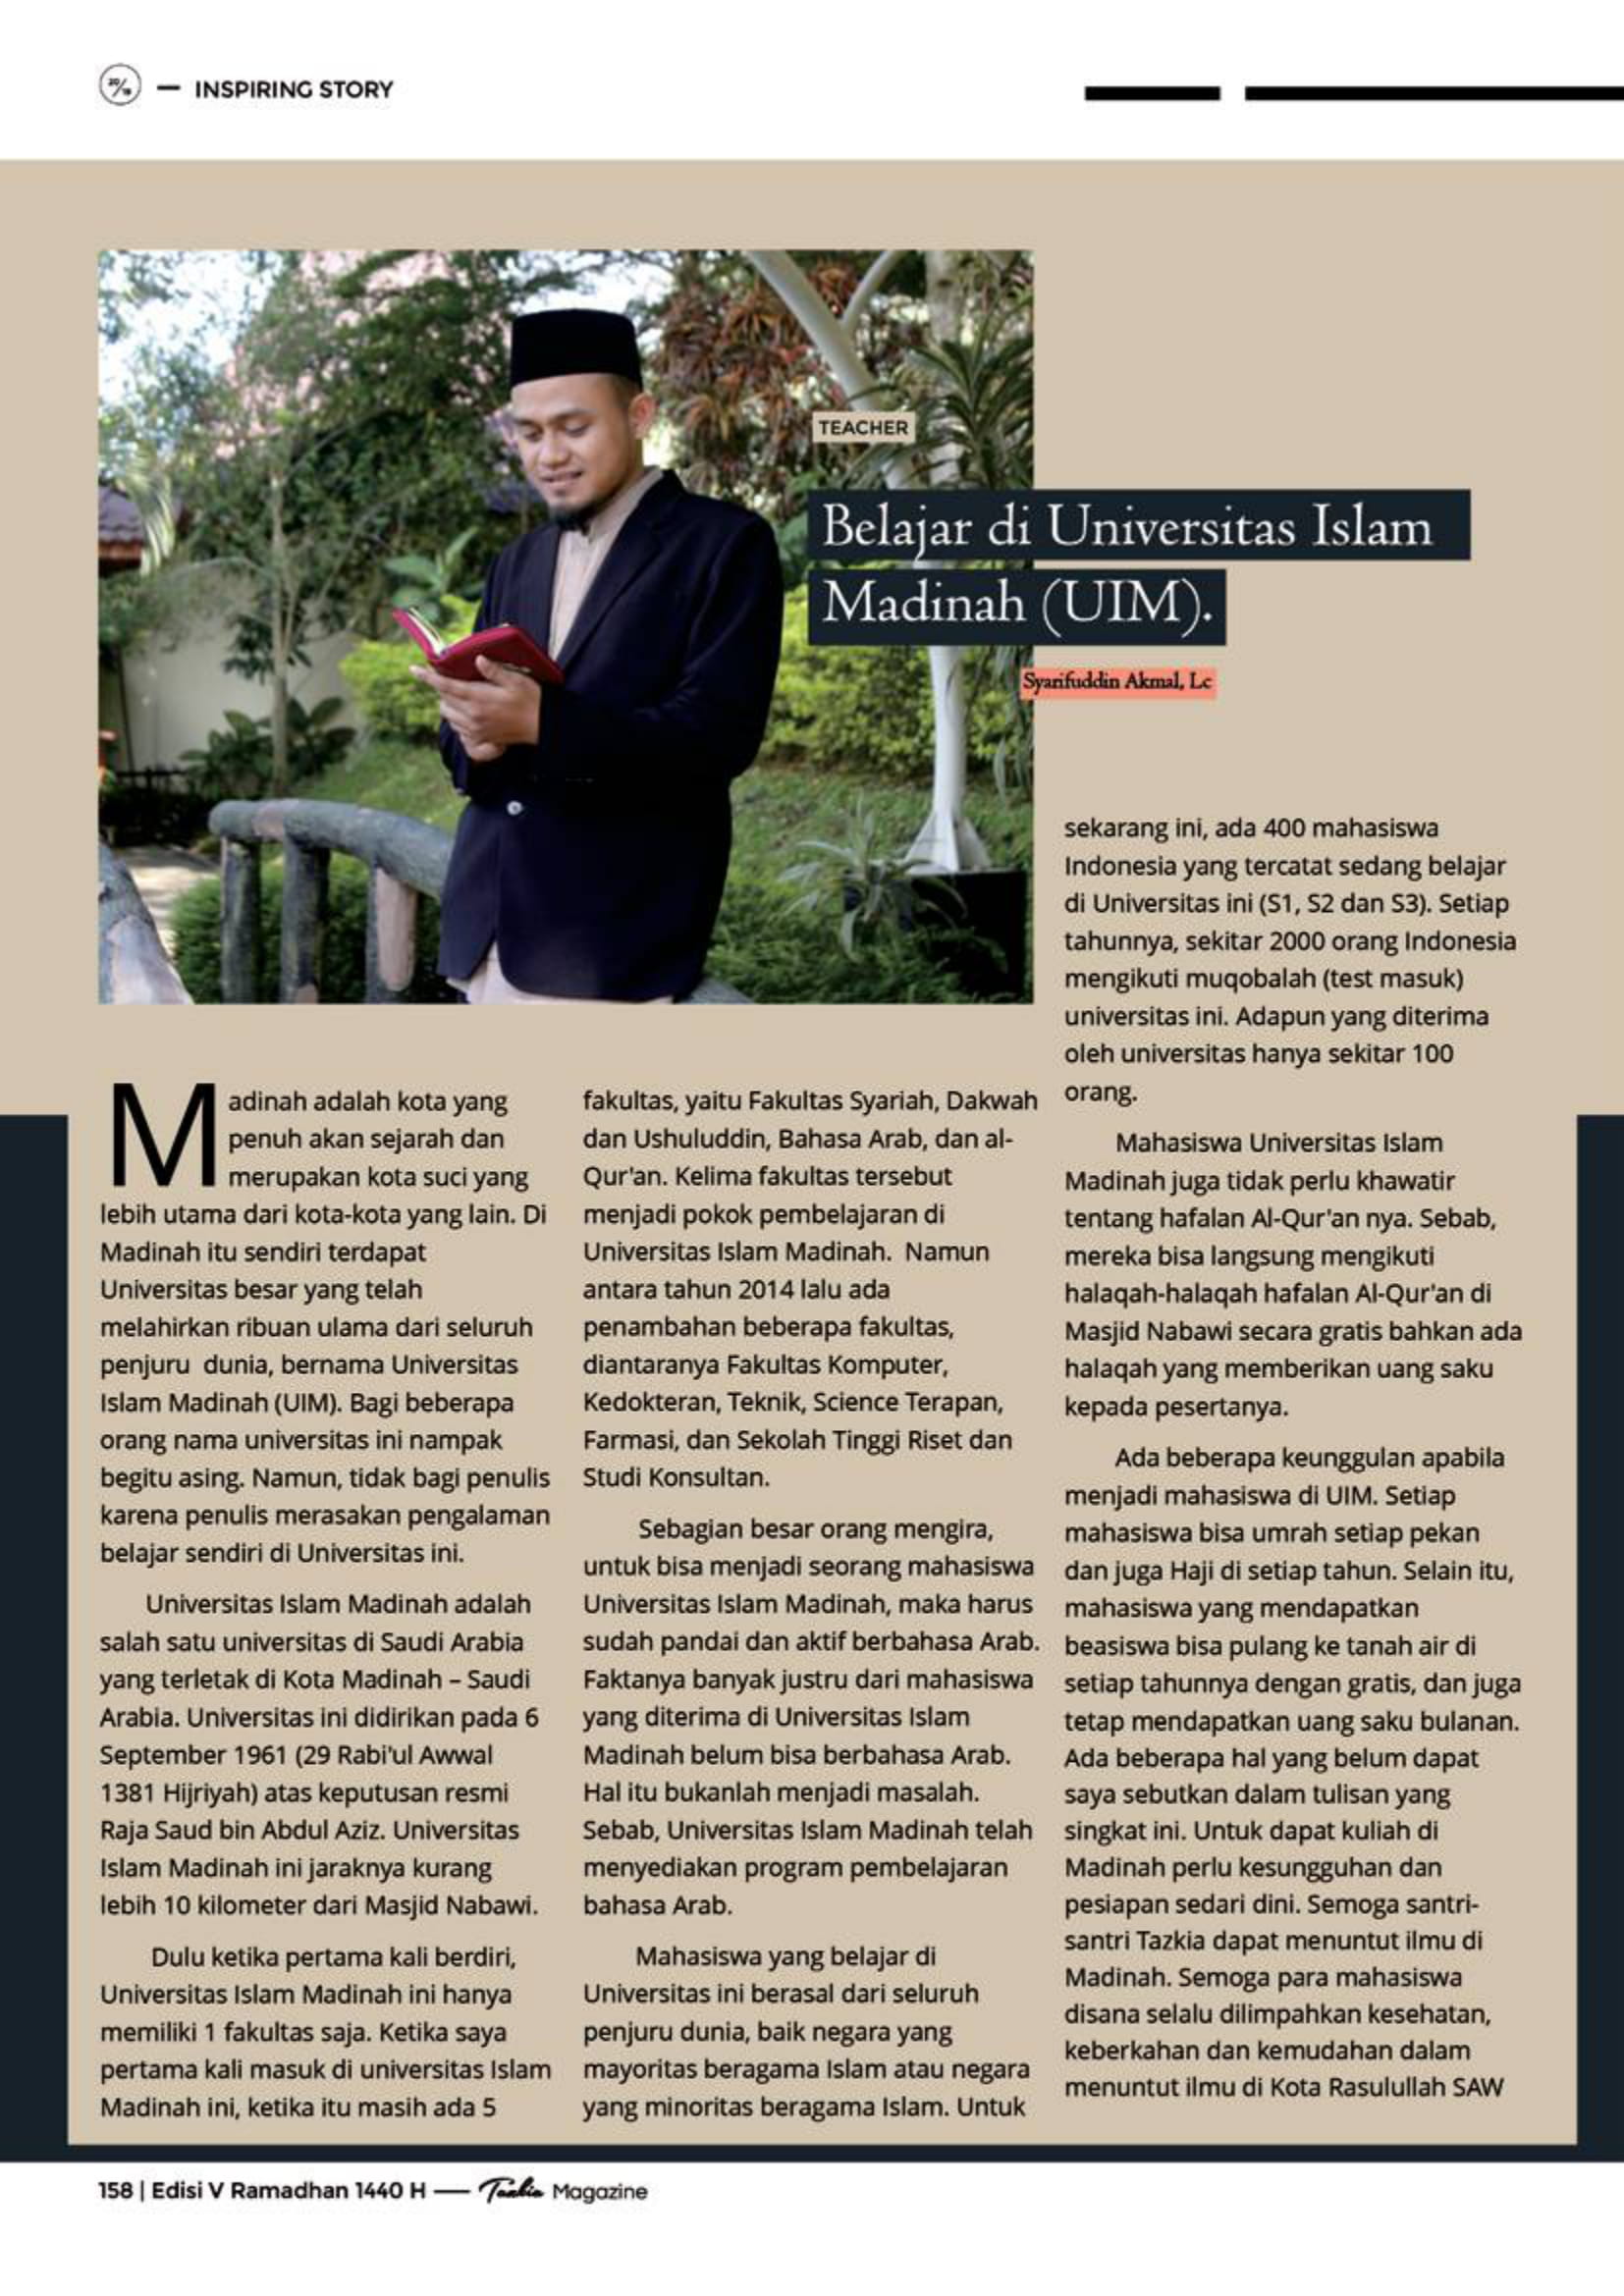 20/19 — INSPIRING STORY
TEACHER
Belajar di Universitas Islam
Madinah (UIM).
Syarifuddin Akmal, Lc
Madinah adalah kota yang
penuh akan sejarah dan
merupakan kota suci yang
lebih utama dari kota-kota yang lain. Di
Madinah itu sendiri terdapat
Universitas besar yang telah
melahirkan ribuan ulama dari seluruh
penjuru dunia, bernama Universitas
Islam Madinah (UIM). Bagi beberapa
orang nama universitas ini nampak
begitu asing. Namun, tidak bagi penulis
karena penulis merasakan pengalaman
belajar sendiri di Universitas ini.
Universitas Islam Madinah adalah
salah satu universitas di Saudi Arabia
yang terletak di Kota Madinah – Saudi
Arabia. Universitas ini didirikan pada 6
September 1961 (29 Rabi'ul Awwal
1381 Hijriyah) atas keputusan resmi
Raja Saud bin Abdul Aziz. Universitas
Islam Madinah ini jaraknya kurang
lebih 10 kilometer dari Masjid Nabawi.
Dulu ketika pertama kali berdiri,
Universitas Islam Madinah ini hanya
memiliki 1 fakultas saja. Ketika saya
pertama kali masuk di universitas Islam
Madinah ini, ketika itu masih ada 5
fakultas, yaitu Fakultas Syariah, Dakwah
dan Ushuluddin, Bahasa Arab, dan al-
Qur'an. Kelima fakultas tersebut
menjadi pokok pembelajaran di
Universitas Islam Madinah. Namun
antara tahun 2014 lalu ada
penambahan beberapa fakultas,
diantaranya Fakultas Komputer,
Kedokteran, Teknik, Science Terapan,
Farmasi, dan Sekolah Tinggi Riset dan
Studi Konsultan.
Sebagian besar orang mengira,
untuk bisa menjadi seorang mahasiswa
Universitas Islam Madinah, maka harus
sudah pandai dan aktif berbahasa Arab.
Faktanya banyak justru dari mahasiswa
yang diterima di Universitas Islam
Madinah belum bisa berbahasa Arab.
Hal itu bukanlah menjadi masalah.
Sebab, Universitas Islam Madinah telah
menyediakan program pembelajaran
bahasa Arab.
Mahasiswa yang belajar di
Universitas ini berasal dari seluruh
penjuru dunia, baik negara yang
mayoritas beragama Islam atau negara
yang minoritas beragama Islam. Untuk
sekarang ini, ada 400 mahasiswa
Indonesia yang tercatat sedang belajar
di Universitas ini (S1, S2 dan S3). Setiap
tahunnya, sekitar 2000 orang Indonesia
mengikuti muqobalah (test masuk)
universitas ini. Adapun yang diterima
oleh universitas hanya sekitar 100
orang.
Mahasiswa Universitas Islam
Madinah juga tidak perlu khawatir
tentang hafalan Al-Qur'an nya. Sebab,
mereka bisa langsung mengikuti
halaqah-halaqah hafalan Al-Qur'an di
Masjid Nabawi secara gratis bahkan ada
halaqah yang memberikan uang saku
kepada pesertanya.
Ada beberapa keunggulan apabila
menjadi mahasiswa di UIM. Setiap
mahasiswa bisa umrah setiap pekan
dan juga Haji di setiap tahun. Selain itu,
mahasiswa yang mendapatkan
beasiswa bisa pulang ke tanah air di
setiap tahunnya dengan gratis, dan juga
tetap mendapatkan uang saku bulanan.
Ada beberapa hal yang belum dapat
saya sebutkan dalam tulisan yang
singkat ini. Untuk dapat kuliah di
Madinah perlu kesungguhan dan
pesiapan sedari dini. Semoga santri-
santri Tazkia dapat menuntut ilmu di
Madinah. Semoga para mahasiswa
disana selalu dilimpahkan kesehatan,
keberkahan dan kemudahan dalam
menuntut ilmu di Kota Rasulullah SAW
158 | Edisi V Ramadhan 1440 H — Tazkia Magazine